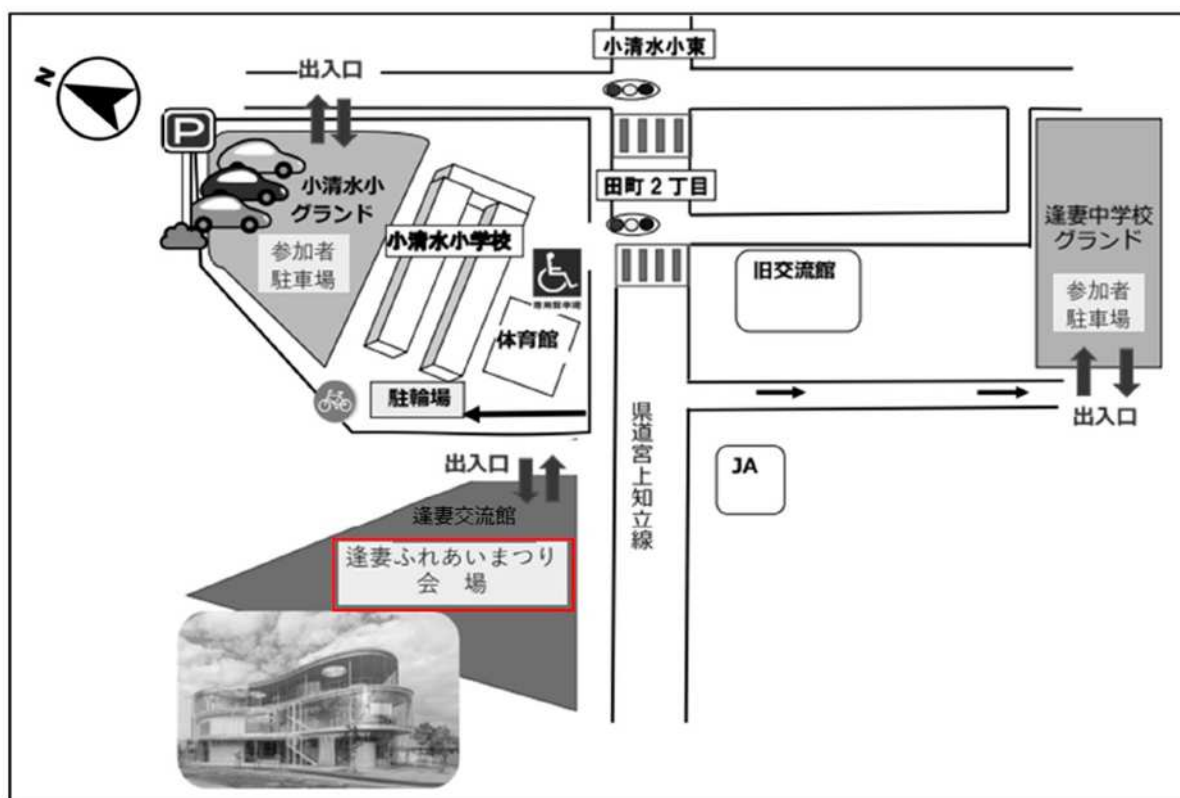 小清水小東
出入口
N
P
田町2丁目
小清水小
グランド
小清水小学校
参加者
駐車場
体育館
駐輪場
旧交流館
逢妻中学校
グランド
参加者
駐車場
出入口
県道宮上知立線
JA
出入口
逢妻交流館
逢妻ふれあいまつり
会 場